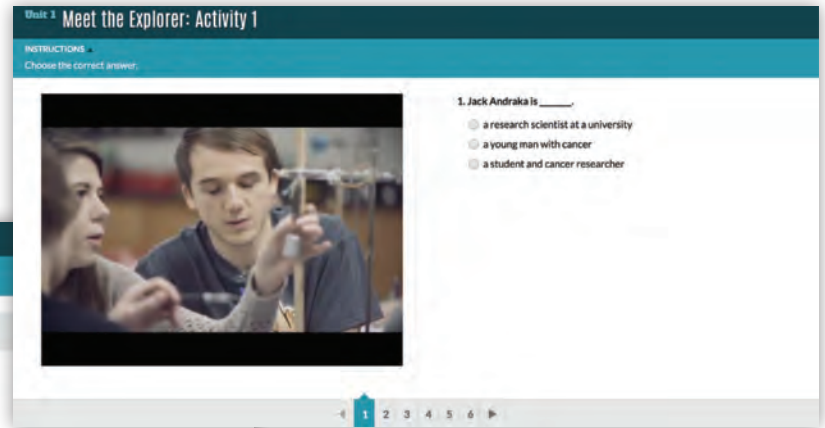 Unit 1 Meet the Explorer: Activity 1
INSTRUCTIONS
Choose the correct answer.
1. Jack Andraka is ______.
a research scientist at a university
a young man with cancer
a student and cancer researcher
1 2 3 4 5 6